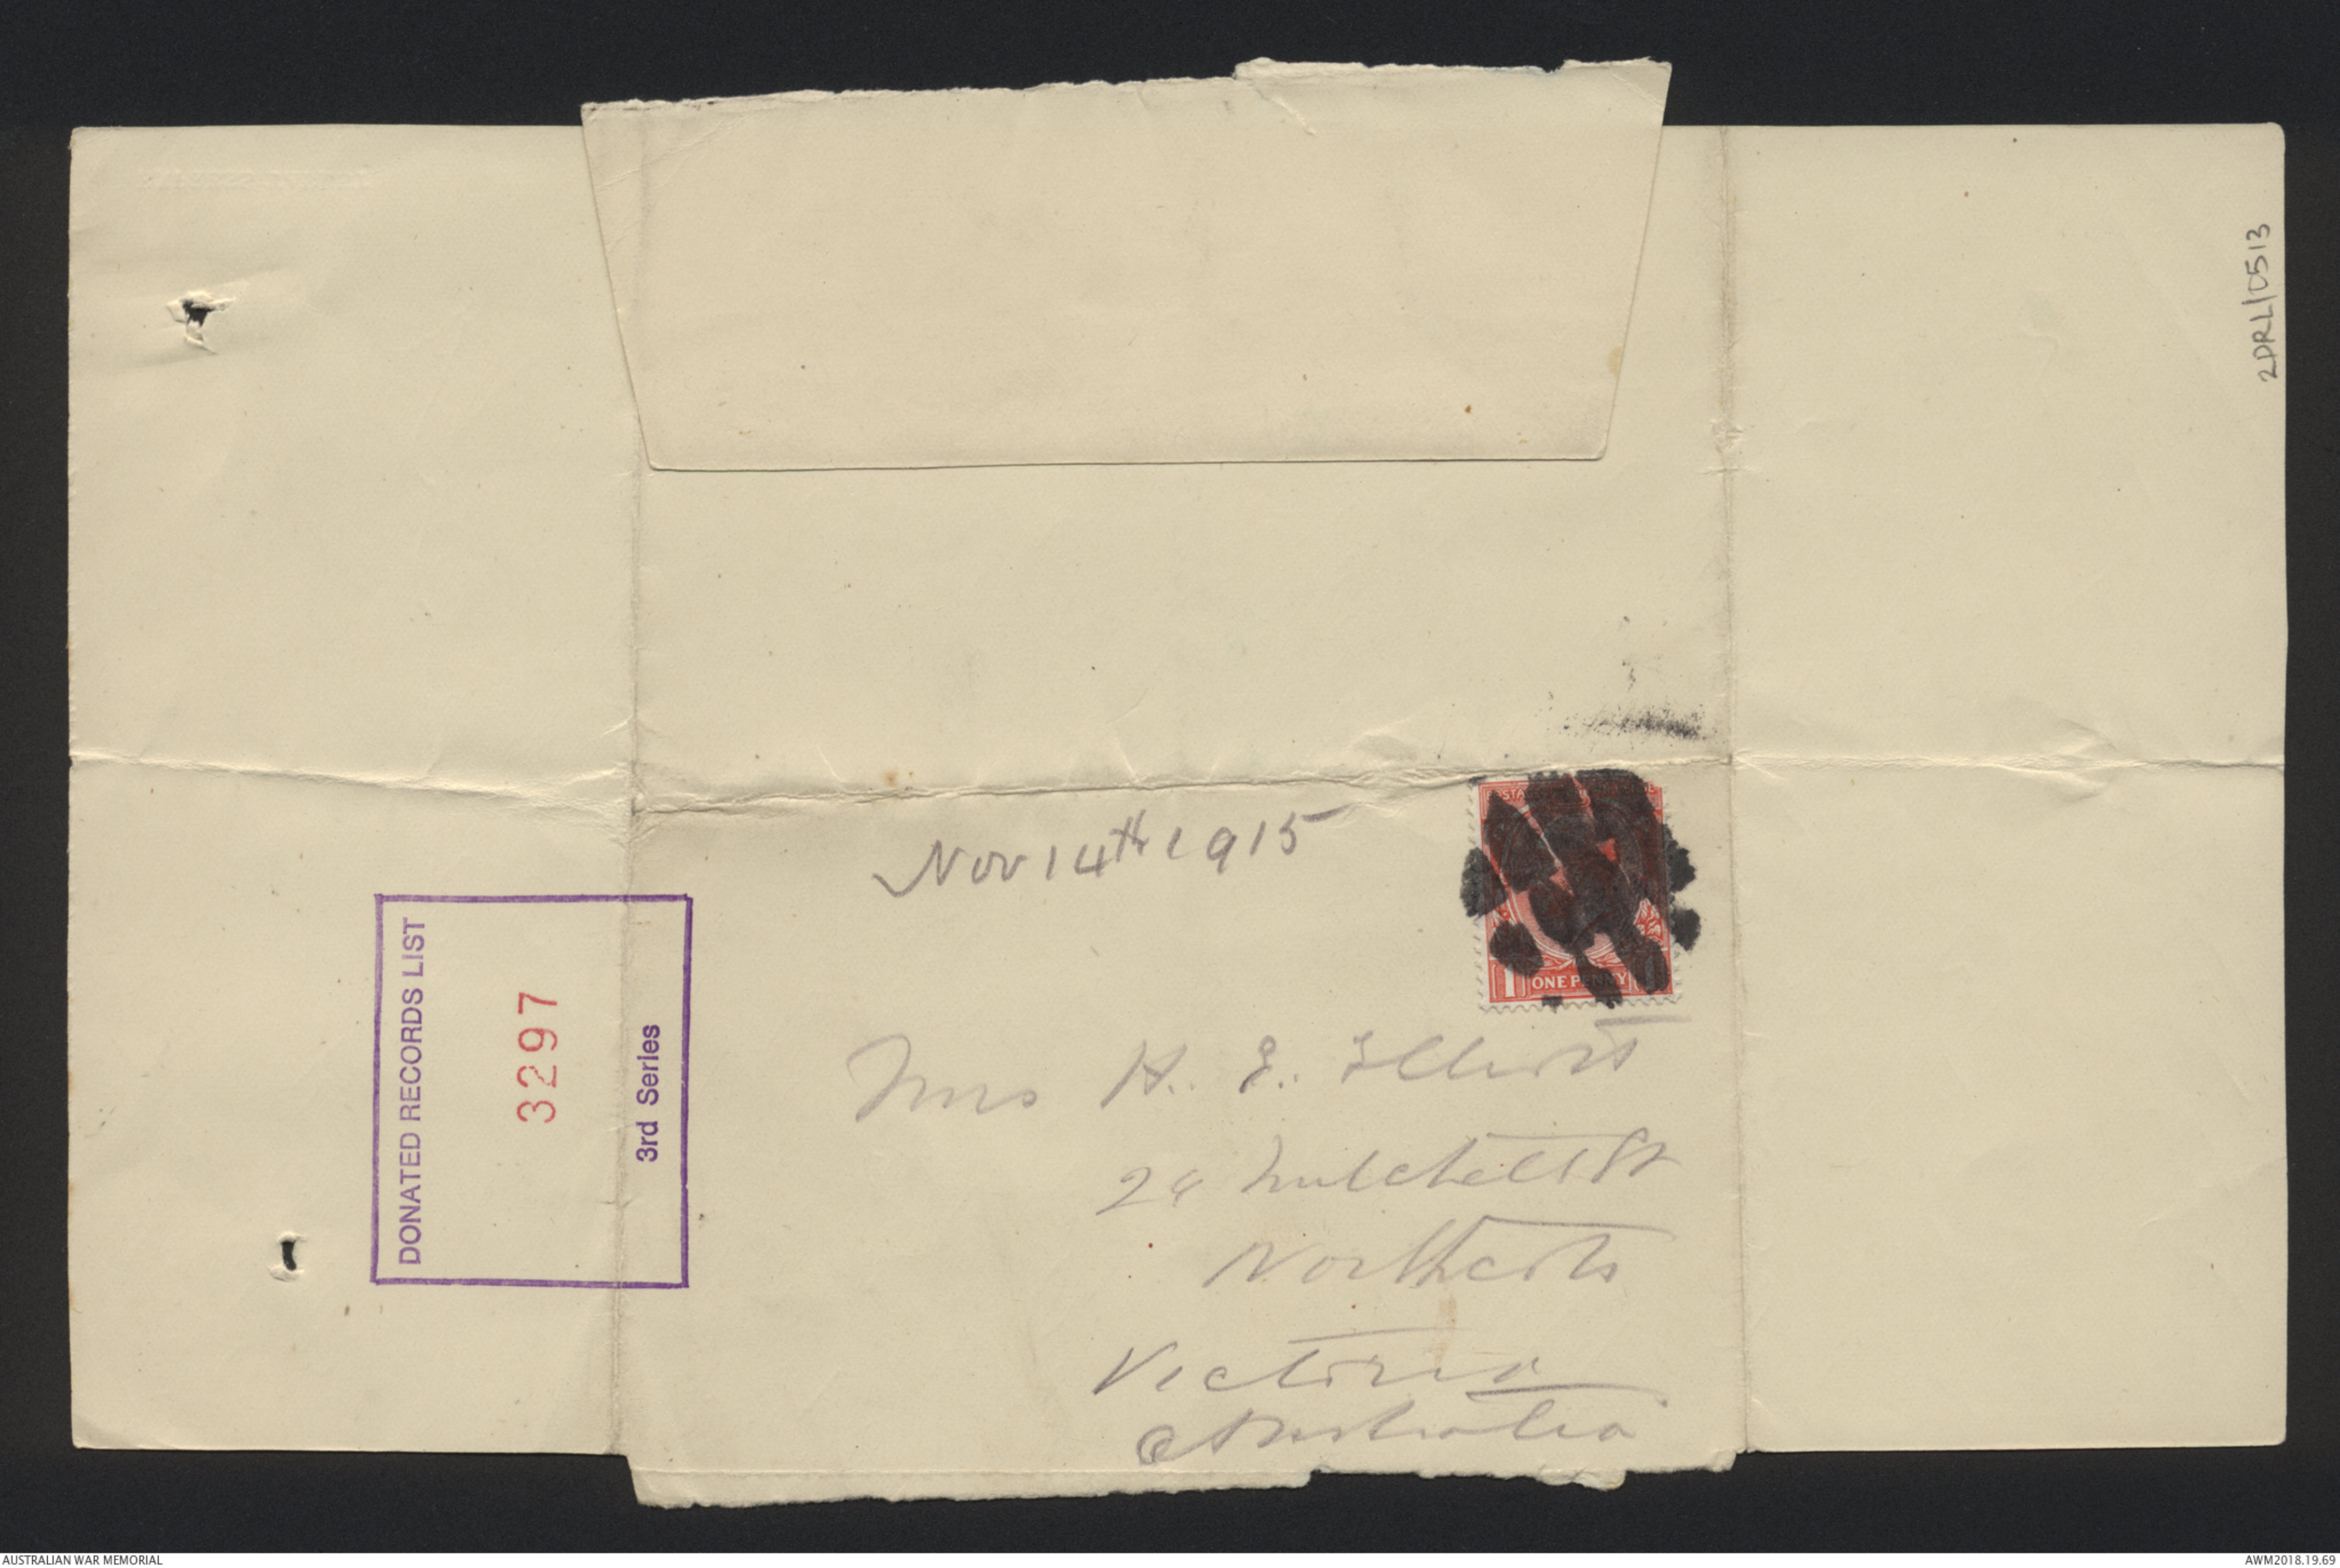 2DRL/0513
Nov 14th 1915
ONE PENNY
1
Mrs H. E. Elliott
24 Mitchell St
Northcote
Victoria
Australia
DONATED RECORDS LIST
3297
3rd Series
AUSTRALIAN WAR MEMORIAL
AWM2018.19.69